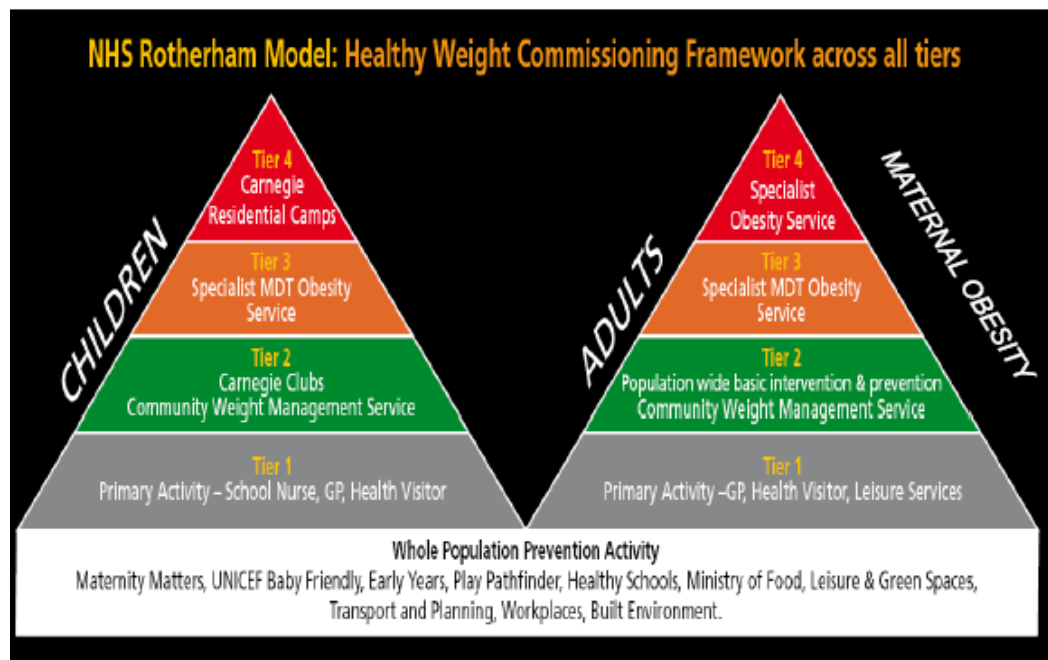 NHS Rotherham Model: Healthy Weight Commissioning Framework across all tiers
CHILDREN
Tier 4
Carnegie
Residential Camps
Tier 3
Specialist MDT Obesity
Service
Tier 2
Carnegie Clubs
Community Weight Management Service
Tier 1
Primary Activity – School Nurse, GP, Health Visitor
ADULTS
MATERNAL OBESITY
Tier 4
Specialist
Obesity Service
Tier 3
Specialist MDT Obesity
Service
Tier 2
Population wide basic intervention & prevention
Community Weight Management Service
Tier 1
Primary Activity –GP, Health Visitor, Leisure Services
Whole Population Prevention Activity
Maternity Matters, UNICEF Baby Friendly, Early Years, Play Pathfinder, Healthy Schools, Ministry of Food, Leisure & Green Spaces,
Transport and Planning, Workplaces, Built Environment.